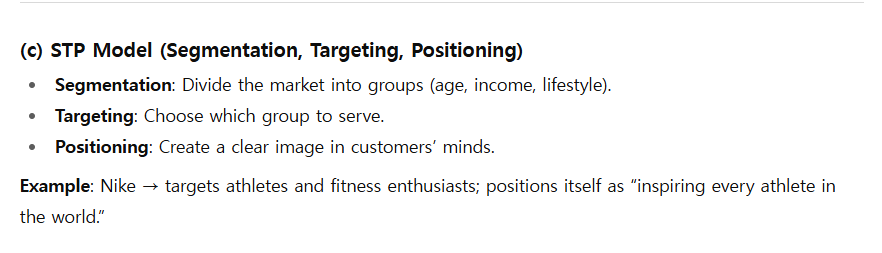 (c) STP Model (Segmentation, Targeting, Positioning)
• Segmentation: Divide the market into groups (age, income, lifestyle).
• Targeting: Choose which group to serve.
• Positioning: Create a clear image in customers’ minds.
Example: Nike → targets athletes and fitness enthusiasts; positions itself as “inspiring every athlete in
the world.”